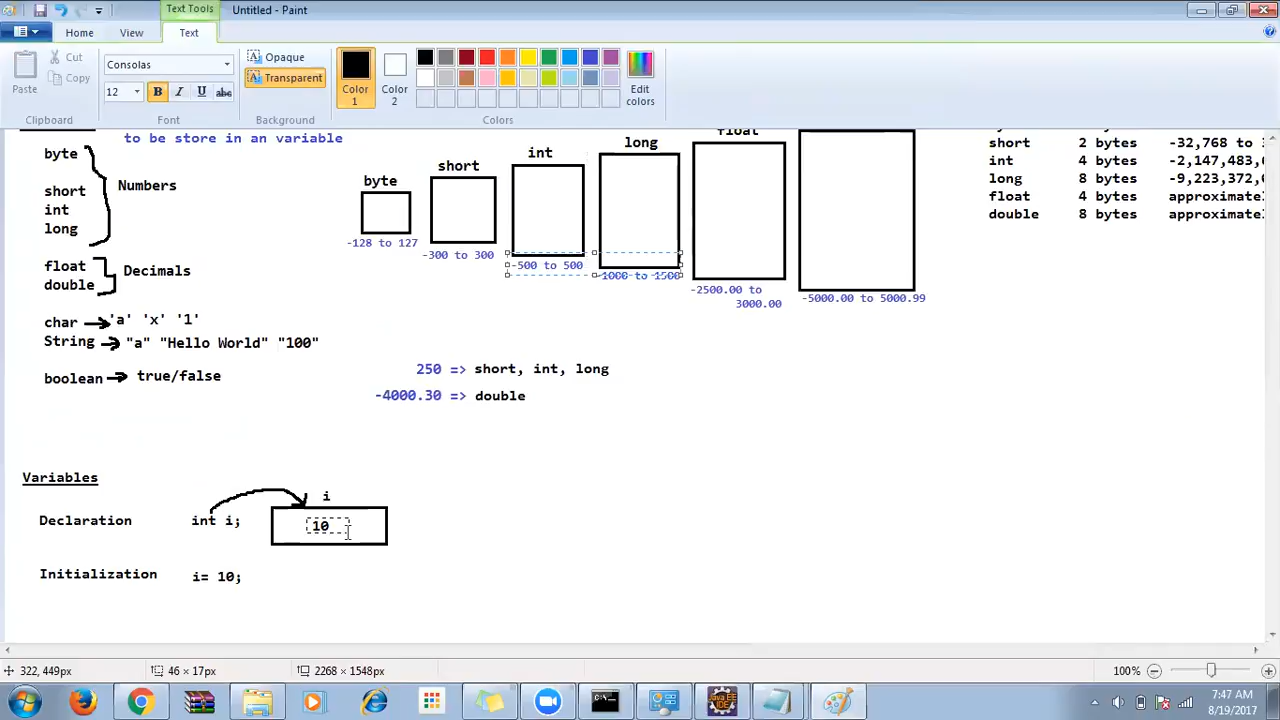 Text Tools
Untitled - Paint
Home
View
Text
Paste
Cut
Copy
Clipboard
Consolas
12
B I U abc
Font
Opaque
Transparent
Background
Color 1
Color 2
Edit colors
Colors
to be store in an variable
byte
short
int
long
Numbers
float
double
Decimals
char 'a' 'x' '1'
String "a" "Hello World" "100"
boolean true/false
byte
-128 to 127
short
-300 to 300
int
-500 to 500
long
-1000 to 1500
float
-2500.00 to
3000.00
-5000.00 to 5000.99
short 2 bytes -32,768 to
int 4 bytes -2,147,483,
long 8 bytes -9,223,372,
float 4 bytes
double 8 bytes
250 => short, int, long
-4000.30 => double
Variables
Declaration int i;
i
10
Initialization i= 10;
322, 449px
46 × 17px
2268 × 1548px
100%
Java EE
IDE
7:47 AM
8/19/2017